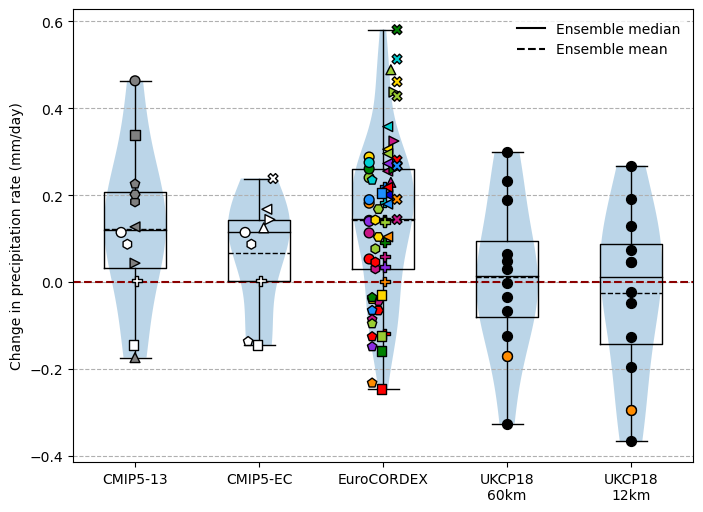 Ensemble median
Ensemble mean
Change in precipitation rate (mm/day)
0.6
0.4
0.2
0.0
−0.2
−0.4
CMIP5-13
CMIP5-EC
EuroCORDEX
UKCP18
60km
UKCP18
12km